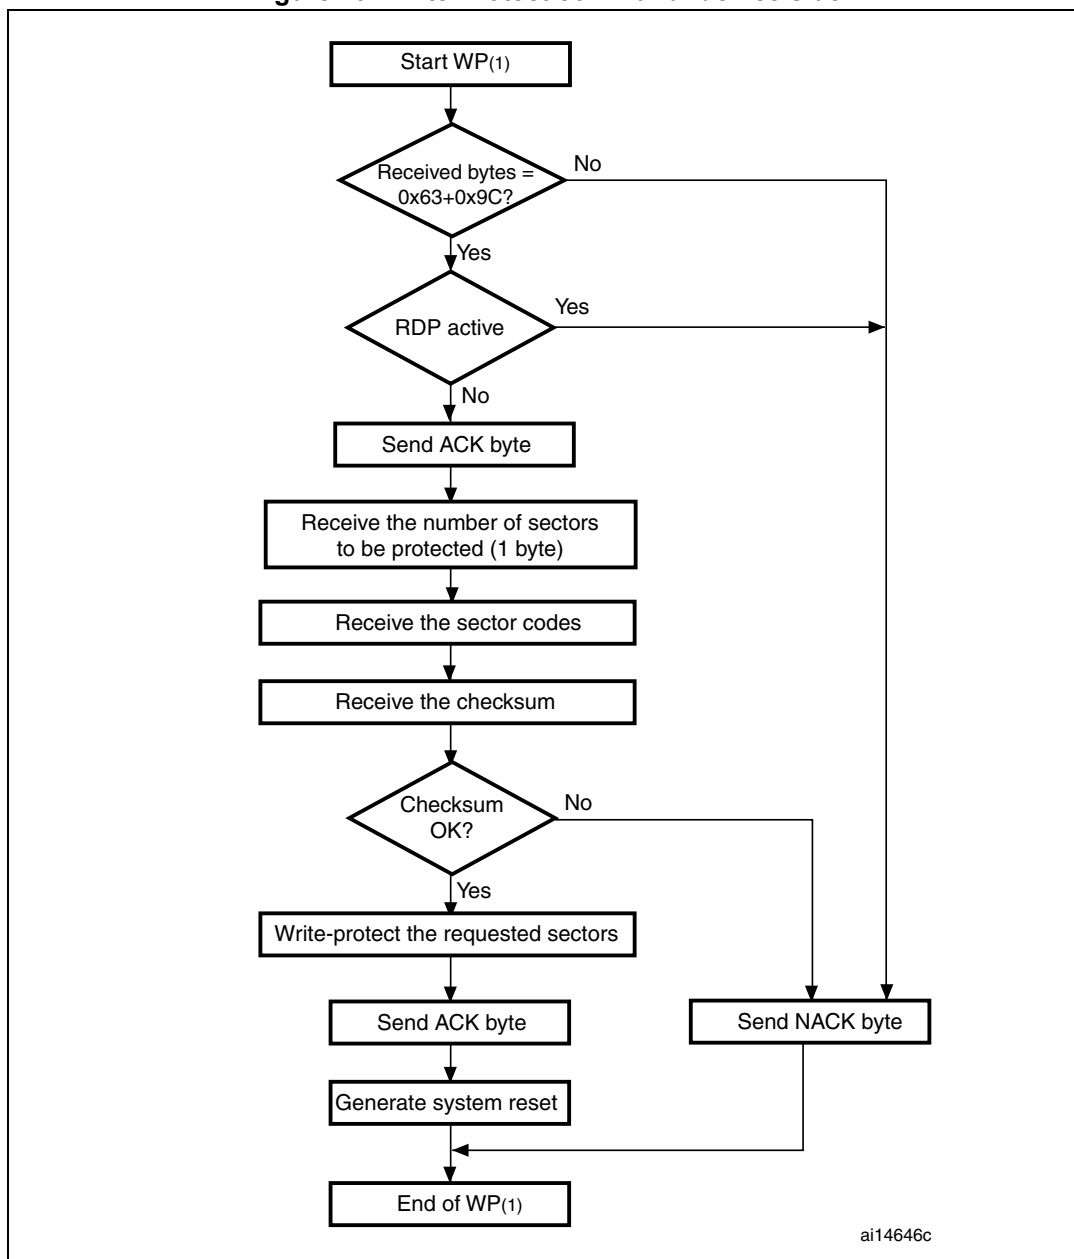 Start WP(1)
Received bytes =
0x63+0x9C?
No
Yes
RDP active
Yes
No
Send ACK byte
Receive the number of sectors
to be protected (1 byte)
Receive the sector codes
Receive the checksum
Checksum
OK?
No
Yes
Write-protect the requested sectors
Send ACK byte
Send NACK byte
Generate system reset
End of WP(1)
ai14646c